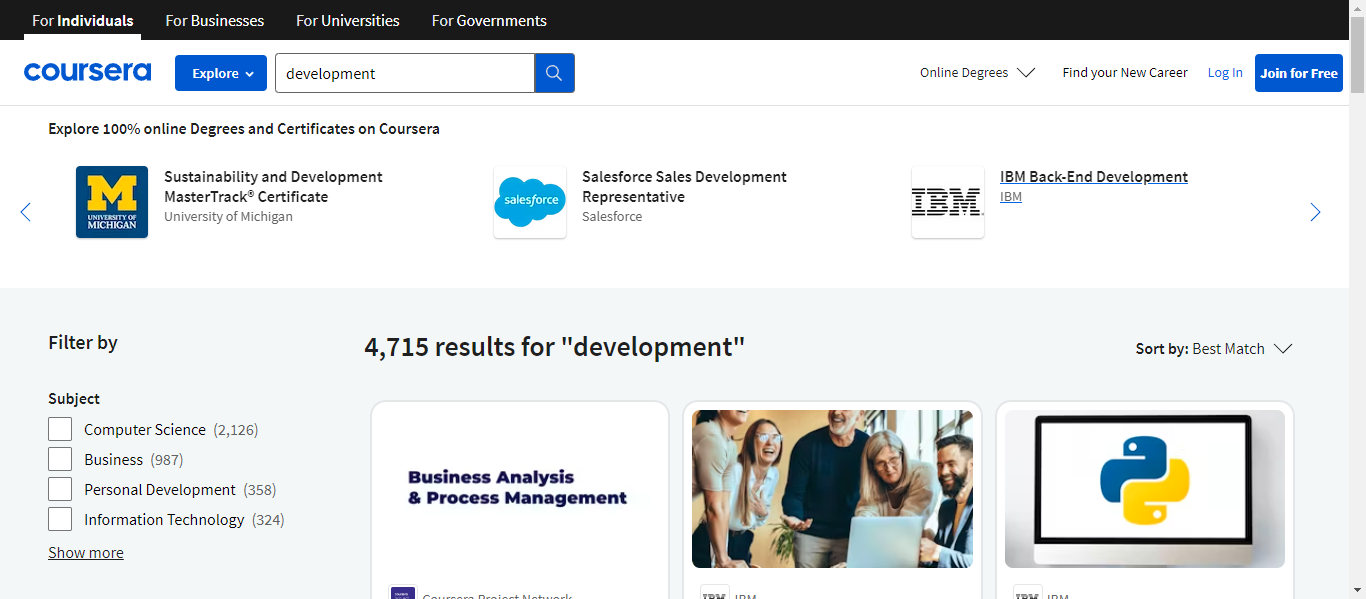 For Individuals
For Businesses
For Universities
For Governments
coursera
Explore
development
Online Degrees
Find your New Career
Log In
Join for Free
Explore 100% online Degrees and Certificates on Coursera
M
UNIVERSITY OF
MICHIGAN
Sustainability and Development
MasterTrack® Certificate
University of Michigan
salesforce
Salesforce Sales Development
Representative
Salesforce
IBM
IBM Back-End Development
IBM
Filter by
4,715 results for "development"
Sort by: Best Match
Subject
Computer Science (2,126)
Business (987)
Personal Development (358)
Information Technology (324)
Show more
Business Analysis
& Process Management
coursera
Coursera Project Network
IBM
IBM
IBM
IBM